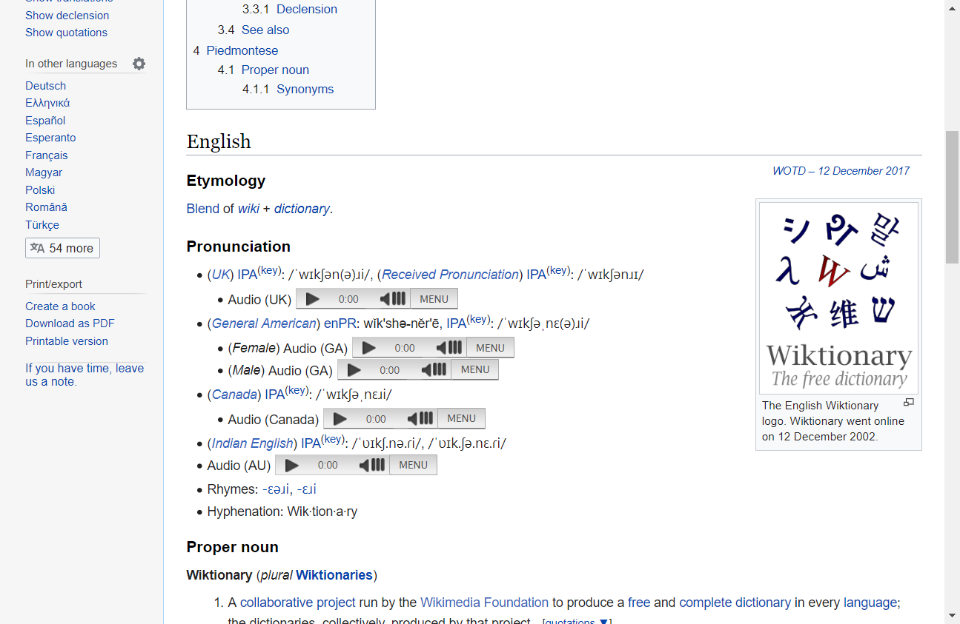 Show translations
Show declension
Show quotations
In other languages
Deutsch
Ελληνικά
Español
Esperanto
Français
Magyar
Polski
Română
Türkçe
54 more
Print/export
Create a book
Download as PDF
Printable version
If you have time, leave
us a note.
3.3.1 Declension
3.4 See also
4 Piedmontese
4.1 Proper noun
4.1.1 Synonyms
English
WOTD – 12 December 2017
Etymology
Blend of wiki + dictionary.
Pronunciation
• (UK) IPA(key): /ˈwɪkʃən(ə)ɹi/, (Received Pronunciation) IPA(key): /ˈwɪkʃənɹɪ/
• Audio (UK) 0:00 MENU
• (General American) enPR: wĭk'shə-nĕr'ē, IPA(key): /ˈwɪkʃəˌnɛ(ə)ɹi/
• (Female) Audio (GA) 0:00 MENU
• (Male) Audio (GA) 0:00 MENU
• (Canada) IPA(key): /ˈwɪkʃəˌnɛɹi/
• Audio (Canada) 0:00 MENU
• (Indian English) IPA(key): /ˈʋɪkʃ.nə.ɾi/, /ˈʋɪk.ʃə.nɛ.ɾi/
• Audio (AU) 0:00 MENU
• Rhymes: -ɛəɹi, -ɛɹi
• Hyphenation: Wik·tion·a·ry
シ 말
λ W ش
维 ש
Wiktionary
The free dictionary
The English Wiktionary
logo. Wiktionary went online
on 12 December 2002.
Proper noun
Wiktionary (plural Wiktionaries)
1. A collaborative project run by the Wikimedia Foundation to produce a free and complete dictionary in every language;
the dictionaries, collectively, produced by that project. [quotations ▼]